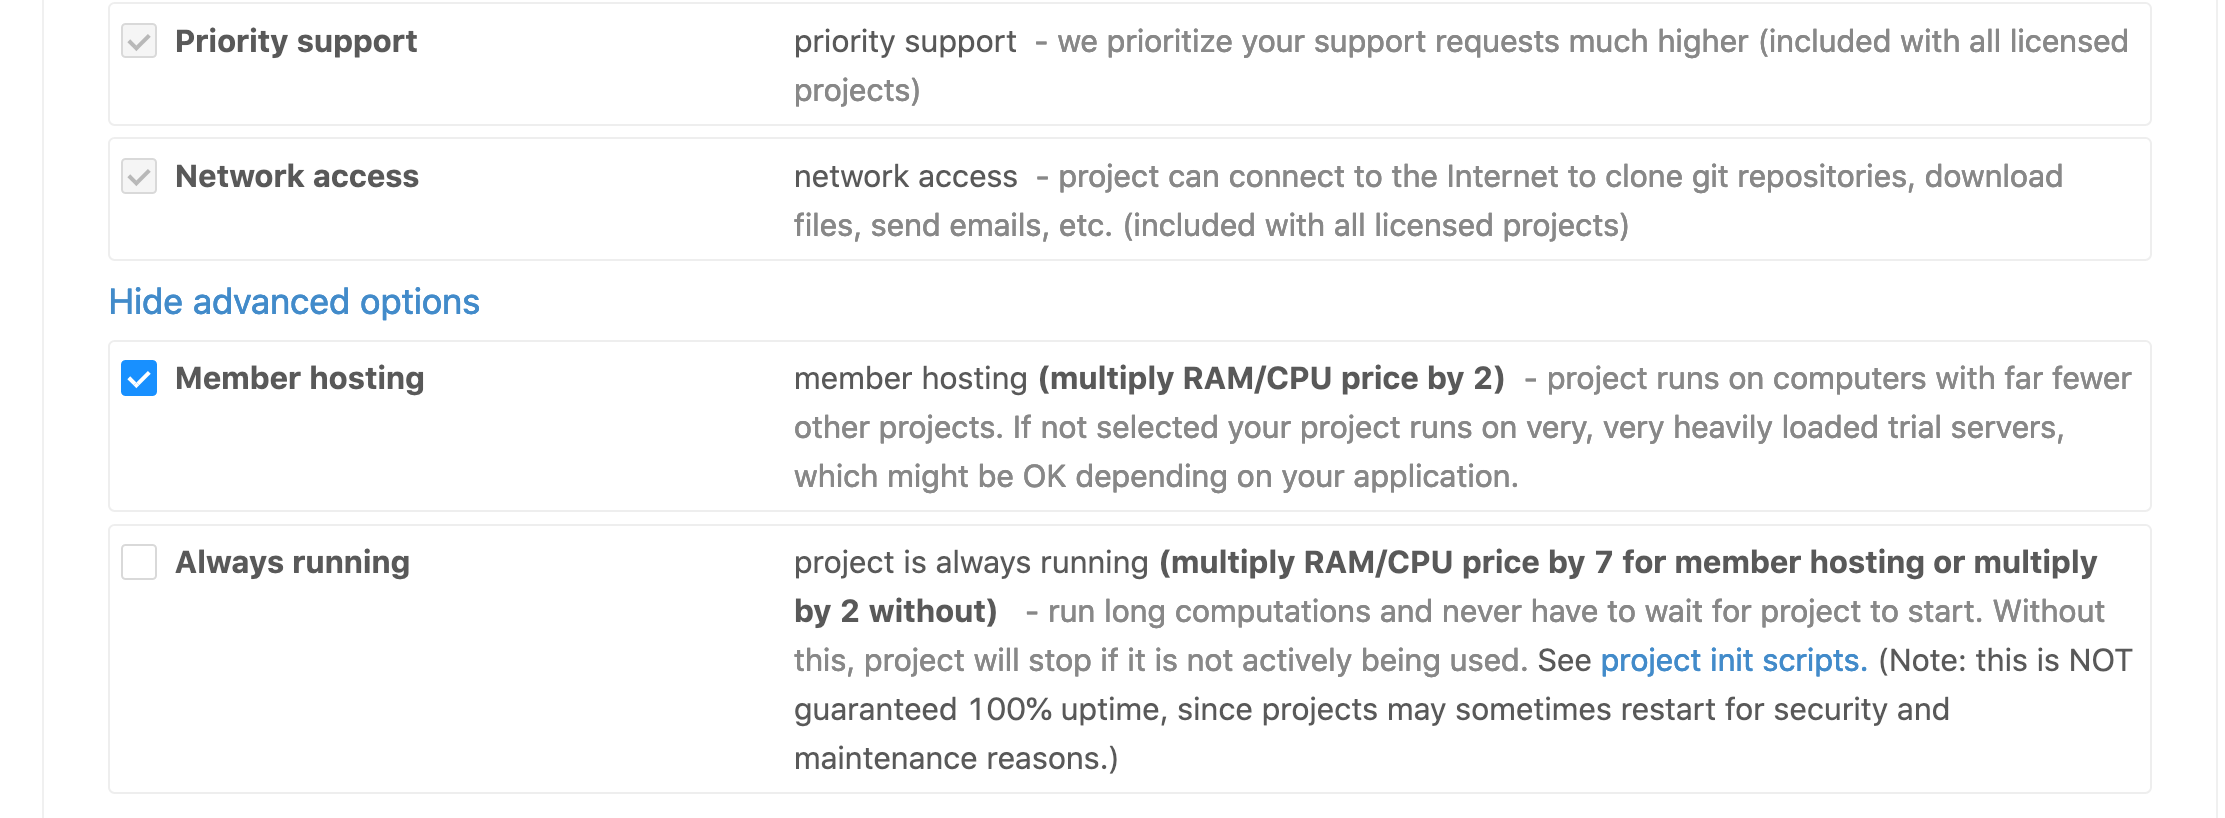 Priority support
priority support - we prioritize your support requests much higher (included with all licensed
projects)
Network access
network access - project can connect to the Internet to clone git repositories, download
files, send emails, etc. (included with all licensed projects)
Hide advanced options
Member hosting
member hosting (multiply RAM/CPU price by 2) - project runs on computers with far fewer
other projects. If not selected your project runs on very, very heavily loaded trial servers,
which might be OK depending on your application.
Always running
project is always running (multiply RAM/CPU price by 7 for member hosting or multiply
by 2 without) - run long computations and never have to wait for project to start. Without
this, project will stop if it is not actively being used. See project init scripts. (Note: this is NOT
guaranteed 100% uptime, since projects may sometimes restart for security and
maintenance reasons.)